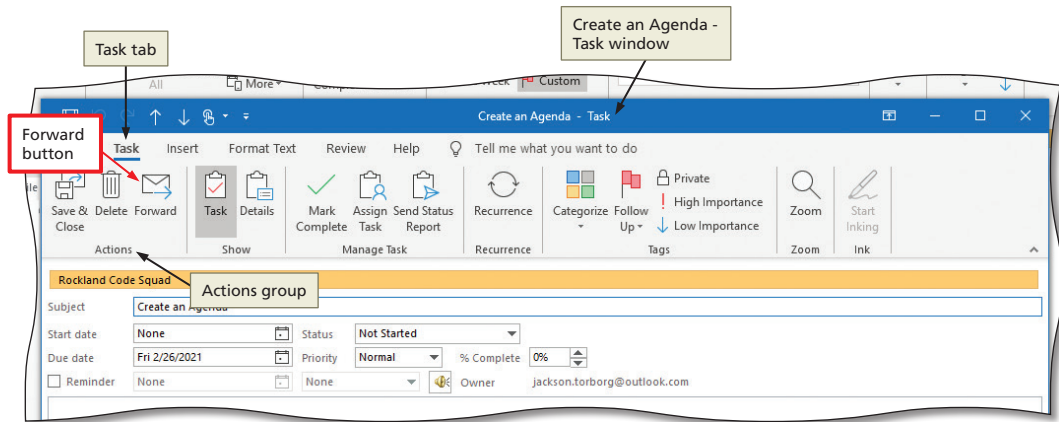 Create an Agenda -
Task window
Task tab
All
More
Custom
Forward
button
Create an Agenda - Task
Task Insert Format Text Review Help Tell me what you want to do
Save & Close
Delete
Forward
Actions
Task
Details
Show
Mark Complete
Assign Task
Send Status Report
Manage Task
Recurrence
Recurrence
Categorize
Follow Up
Private
High Importance
Low Importance
Tags
Zoom
Zoom
Start Inking
Ink
Rockland Code Squad
Actions group
Subject Create an Agenda
Start date None Status Not Started
Due date Fri 2/26/2021 Priority Normal % Complete 0%
Reminder None None Owner jackson.torborg@outlook.com